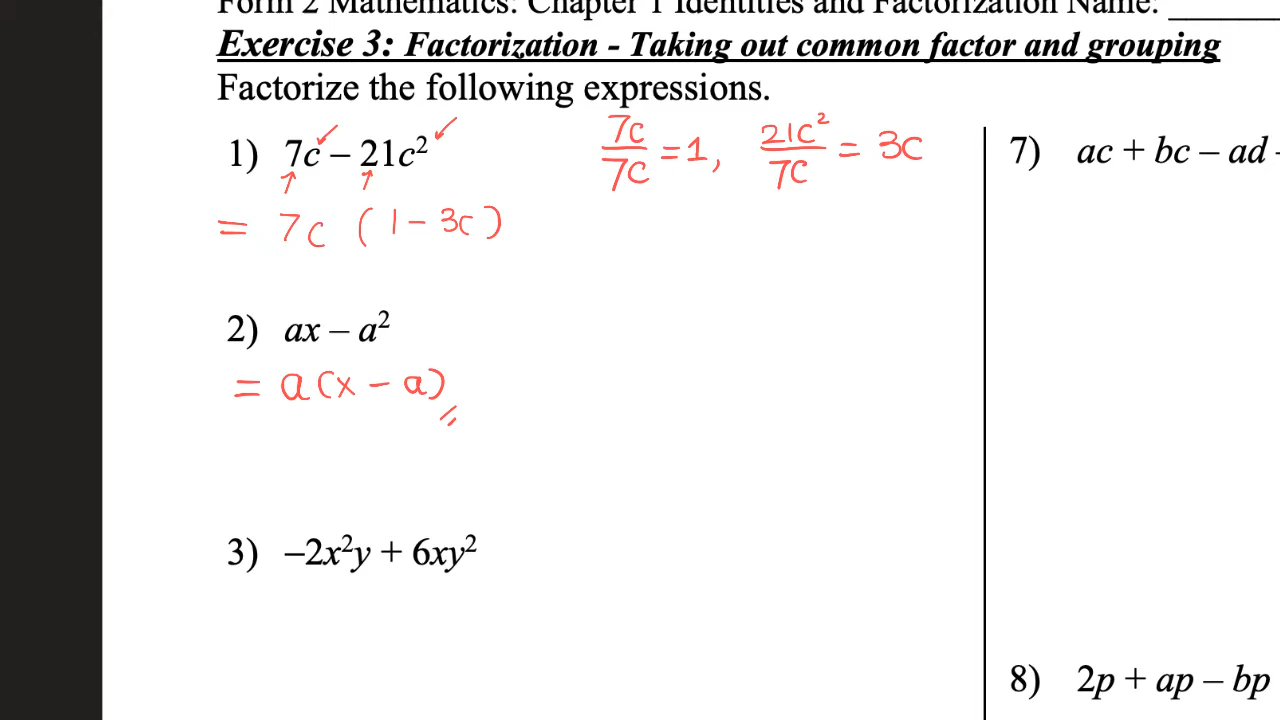 Form 2 Mathematics: Chapter 1 Identities and Factorization Name: ______
Exercise 3: Factorization - Taking out common factor and grouping
Factorize the following expressions.
1) 7c – 21c²
7c/7c = 1, 21c²/7c = 3c
= 7c (1 - 3c)
2) ax – a²
= a(x - a)
3) –2x²y + 6xy²
7) ac + bc – ad -
8) 2p + ap – bp